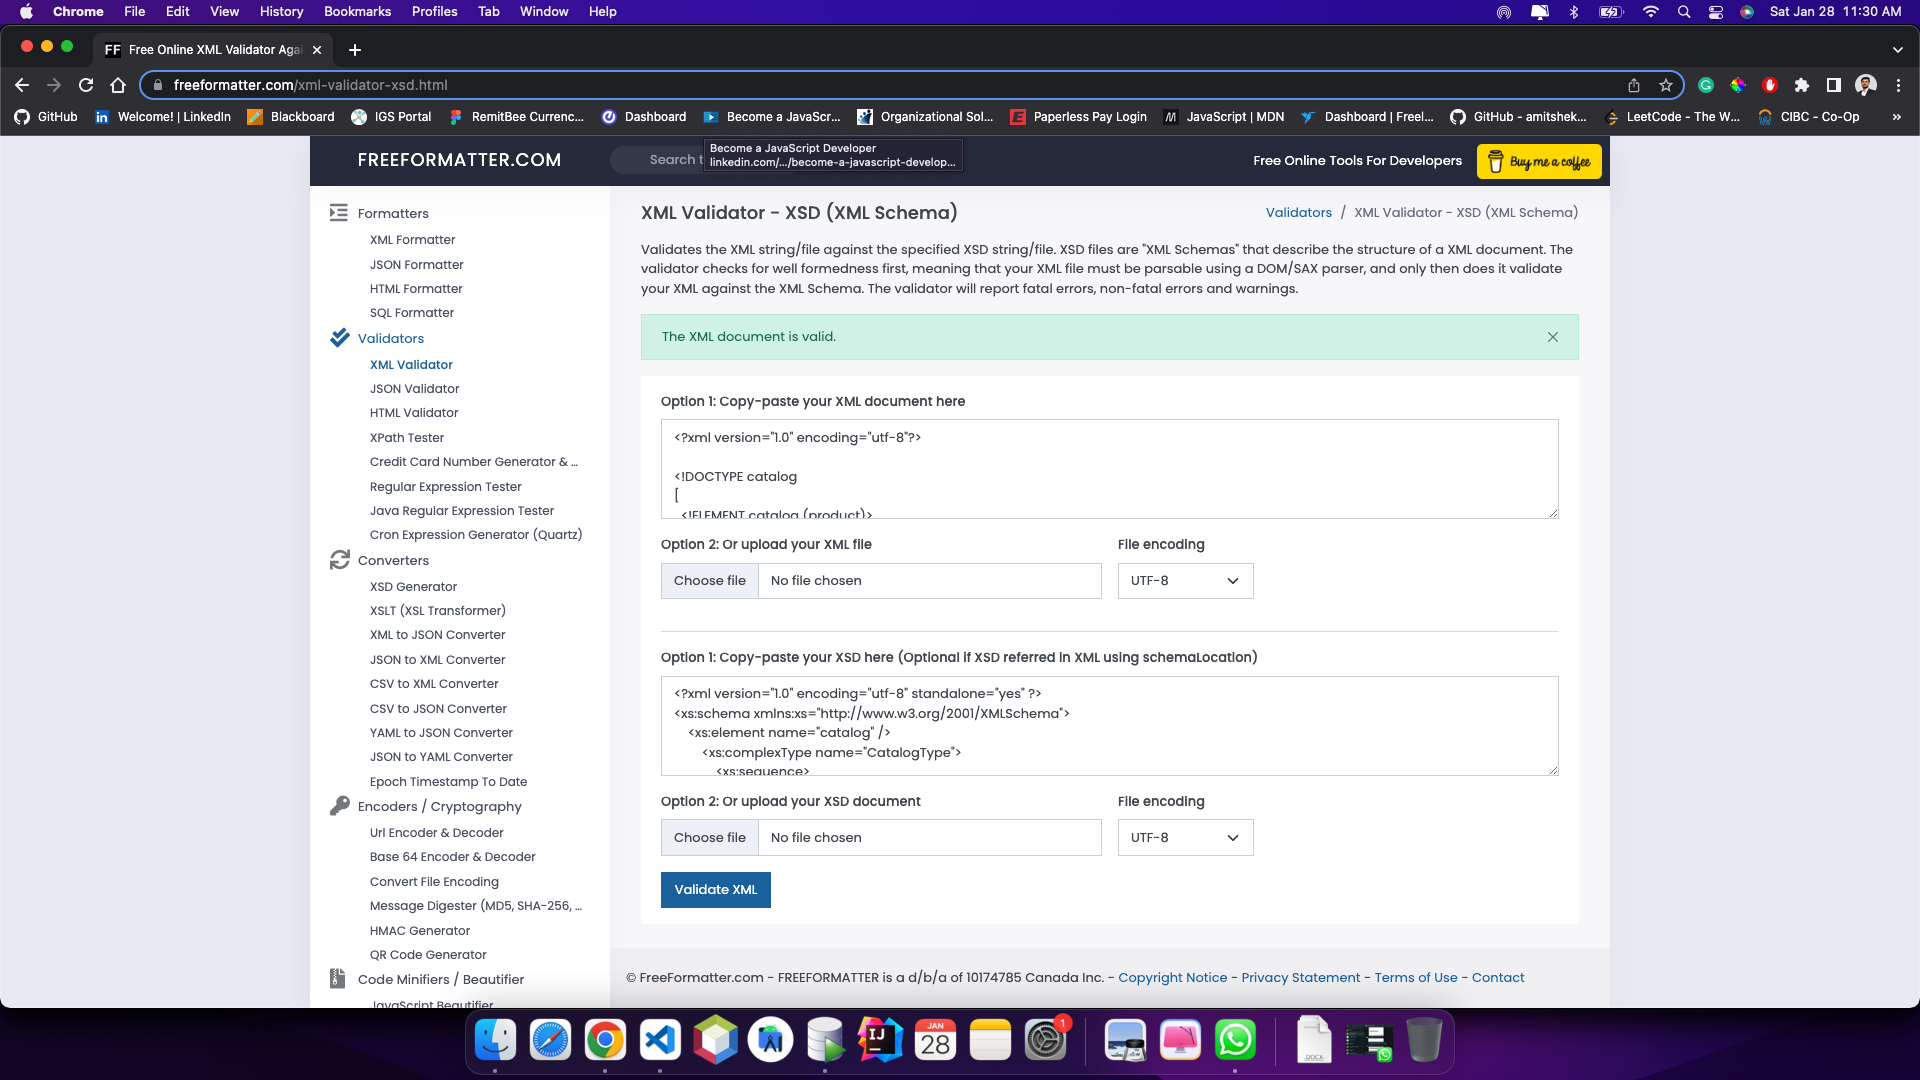 Chrome File Edit View History Bookmarks Profiles Tab Window Help
Sat Jan 28 11:30 AM
FF Free Online XML Validator Aga
freeformatter.com/xml-validator-xsd.html
GitHub Welcome! | LinkedIn Blackboard IGS Portal RemitBee Currenc... Dashboard Become a JavaScr... Organizational Sol... Paperless Pay Login JavaScript | MDN Dashboard | Freel... GitHub - amitshek... LeetCode - The W... CIBC - Co-Op »
Become a JavaScript Developer
linkedin.com/.../become-a-javascript-develop...
FREEFORMATTER.COM
Search t
Free Online Tools For Developers
Buy me a coffee
Formatters
XML Formatter
JSON Formatter
HTML Formatter
SQL Formatter
Validators
XML Validator
JSON Validator
HTML Validator
XPath Tester
Credit Card Number Generator & ...
Regular Expression Tester
Java Regular Expression Tester
Cron Expression Generator (Quartz)
Converters
XSD Generator
XSLT (XSL Transformer)
XML to JSON Converter
JSON to XML Converter
CSV to XML Converter
CSV to JSON Converter
YAML to JSON Converter
JSON to YAML Converter
Epoch Timestamp To Date
Encoders / Cryptography
Url Encoder & Decoder
Base 64 Encoder & Decoder
Convert File Encoding
Message Digester (MD5, SHA-256, ...
HMAC Generator
QR Code Generator
Code Minifiers / Beautifier
JavaScript Beautifier
XML Validator - XSD (XML Schema)
Validators / XML Validator - XSD (XML Schema)
Validates the XML string/file against the specified XSD string/file. XSD files are "XML Schemas" that describe the structure of a XML document. The
validator checks for well formedness first, meaning that your XML file must be parsable using a DOM/SAX parser, and only then does it validate
your XML against the XML Schema. The validator will report fatal errors, non-fatal errors and warnings.
The XML document is valid.
Option 1: Copy-paste your XML document here
<?xml version="1.0" encoding="utf-8"?>
<!DOCTYPE catalog
[
<!ELEMENT catalog (product)>
Option 2: Or upload your XML file
File encoding
Choose file No file chosen
UTF-8
Option 1: Copy-paste your XSD here (Optional if XSD referred in XML using schemaLocation)
<?xml version="1.0" encoding="utf-8" standalone="yes" ?>
<xs:schema xmlns:xs="http://www.w3.org/2001/XMLSchema">
<xs:element name="catalog" />
<xs:complexType name="CatalogType">
<xs:sequence>
Option 2: Or upload your XSD document
File encoding
Choose file No file chosen
UTF-8
Validate XML
© FreeFormatter.com - FREEFORMATTER is a d/b/a of 10174785 Canada Inc. - Copyright Notice - Privacy Statement - Terms of Use - Contact
IJ
JAN
28
1
DOCX